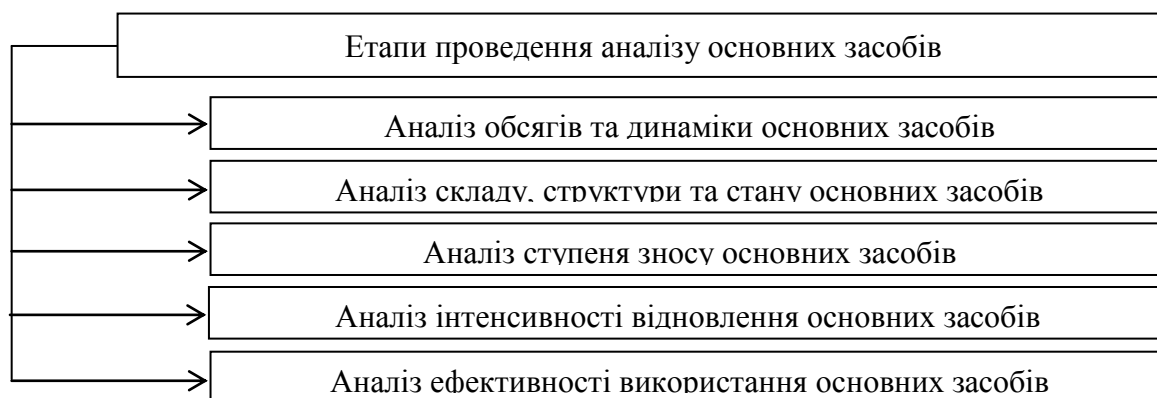 Етапи проведення аналізу основних засобів
Аналіз обсягів та динаміки основних засобів
Аналіз складу, структури та стану основних засобів
Аналіз ступеня зносу основних засобів
Аналіз інтенсивності відновлення основних засобів
Аналіз ефективності використання основних засобів